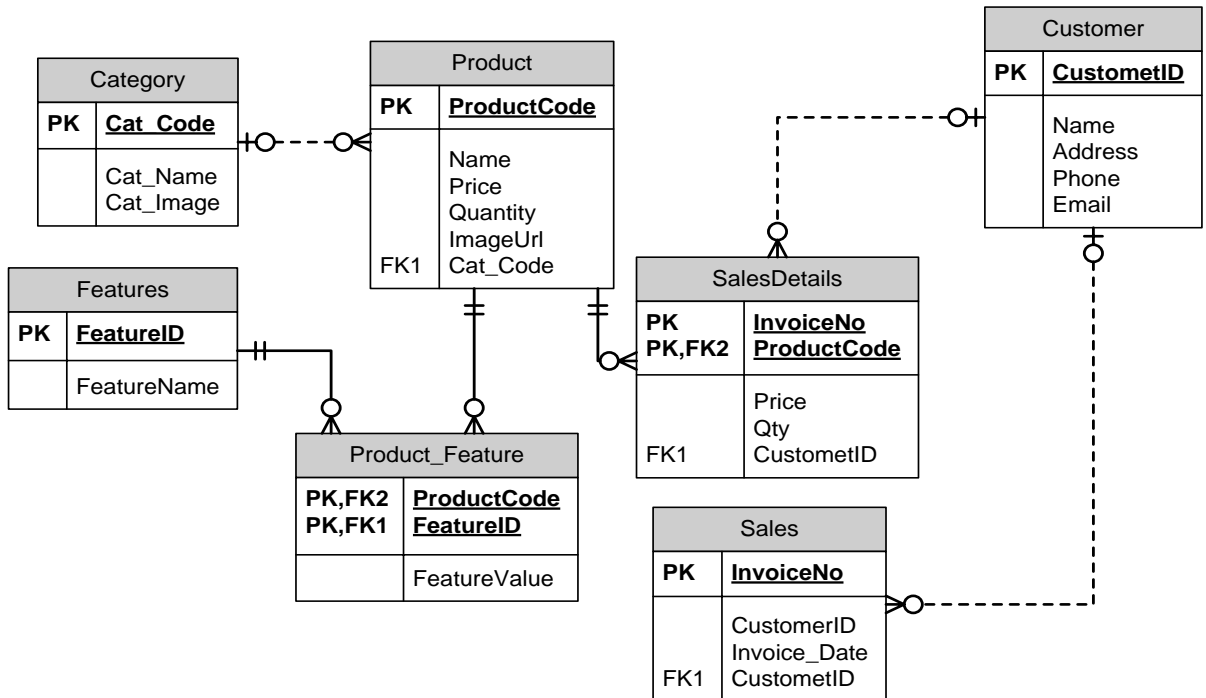 Category
PK Cat_Code
Cat_Name
Cat_Image
Product
PK ProductCode
Name
Price
Quantity
ImageUrl
FK1 Cat_Code
Customer
PK CustometID
Name
Address
Phone
Email
Features
PK FeatureID
FeatureName
SalesDetails
PK InvoiceNo
PK,FK2 ProductCode
Price
Qty
FK1 CustometID
Product_Feature
PK,FK2 ProductCode
PK,FK1 FeatureID
FeatureValue
Sales
PK InvoiceNo
CustomerID
Invoice_Date
FK1 CustometID